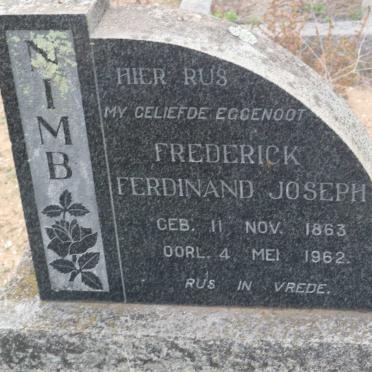 NIMB
HIER RUS
MY GELIEFDE EGGENOOT
FREDERICK
FERDINAND JOSEPH
GEB. 11 NOV. 1863
OORL. 4 MEI 1962.
RUS IN VREDE.